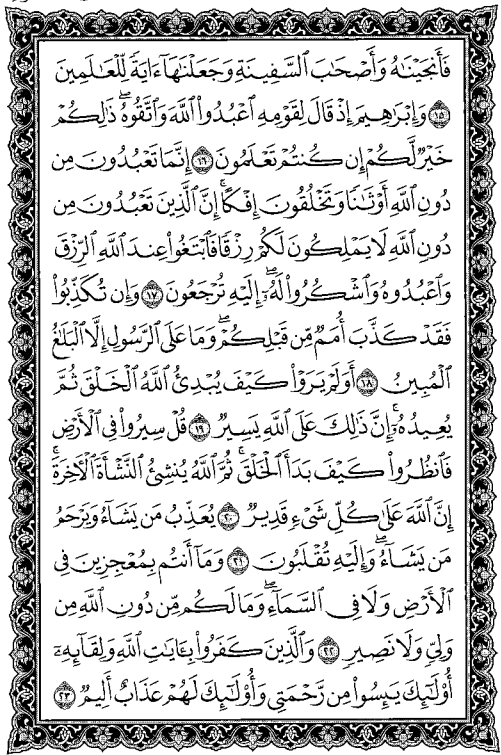 فَأَنجَيْنَٰهُ وَأَصْحَٰبَ ٱلسَّفِينَةِ وَجَعَلْنَٰهَآ ءَايَةً لِّلْعَٰلَمِينَ
١٥ وَإِبْرَٰهِيمَ إِذْ قَالَ لِقَوْمِهِ ٱعْبُدُوا۟ ٱللَّهَ وَٱتَّقُوهُ ۖ ذَٰلِكُمْ
خَيْرٌ لَّكُمْ إِن كُنتُمْ تَعْلَمُونَ ١٦ إِنَّمَا تَعْبُدُونَ مِن
دُونِ ٱللَّهِ أَوْثَٰنًا وَتَخْلُقُونَ إِفْكًا ۚ إِنَّ ٱلَّذِينَ تَعْبُدُونَ مِن
دُونِ ٱللَّهِ لَا يَمْلِكُونَ لَكُمْ رِزْقًا فَٱبْتَغُوا۟ عِندَ ٱللَّهِ ٱلرِّزْقَ
وَٱعْبُدُوهُ وَٱشْكُرُوا۟ لَهُۥٓ ۖ إِلَيْهِ تُرْجَعُونَ ١٧ وَإِن تُكَذِّبُوا۟
فَقَدْ كَذَّبَ أُمَمٌ مِّن قَبْلِكُمْ ۖ وَمَا عَلَى ٱلرَّسُولِ إِلَّا ٱلْبَلَٰغُ
ٱلْمُبِينُ ١٨ أَوَلَمْ يَرَوْا۟ كَيْفَ يُبْدِئُ ٱللَّهُ ٱلْخَلْقَ ثُمَّ
يُعِيدُهُۥٓ ۚ إِنَّ ذَٰلِكَ عَلَى ٱللَّهِ يَسِيرٌ ١٩ قُلْ سِيرُوا۟ فِى ٱلْأَرْضِ
فَٱنظُرُوا۟ كَيْفَ بَدَأَ ٱلْخَلْقَ ۚ ثُمَّ ٱللَّهُ يُنشِئُ ٱلنَّشْأَةَ ٱلْءَاخِرَةَ ۚ
إِنَّ ٱللَّهَ عَلَىٰ كُلِّ شَىْءٍ قَدِيرٌ ٢٠ يُعَذِّبُ مَن يَشَآءُ وَيَرْحَمُ
مَن يَشَآءُ ۖ وَإِلَيْهِ تُقْلَبُونَ ٢١ وَمَآ أَنتُم بِمُعْجِزِينَ فِى
ٱلْأَرْضِ وَلَا فِى ٱلسَّمَآءِ ۖ وَمَا لَكُم مِّن دُونِ ٱللَّهِ مِن
وَلِىٍّ وَلَا نَصِيرٍ ٢٢ وَٱلَّذِينَ كَفَرُوا۟ بِـَٔايَٰتِ ٱللَّهِ وَلِقَآئِهِۦٓ
أُو۟لَٰٓئِكَ يَئِسُوا۟ مِن رَّحْمَتِى وَأُو۟لَٰٓئِكَ لَهُمْ عَذَابٌ أَلِيمٌ ٢٣